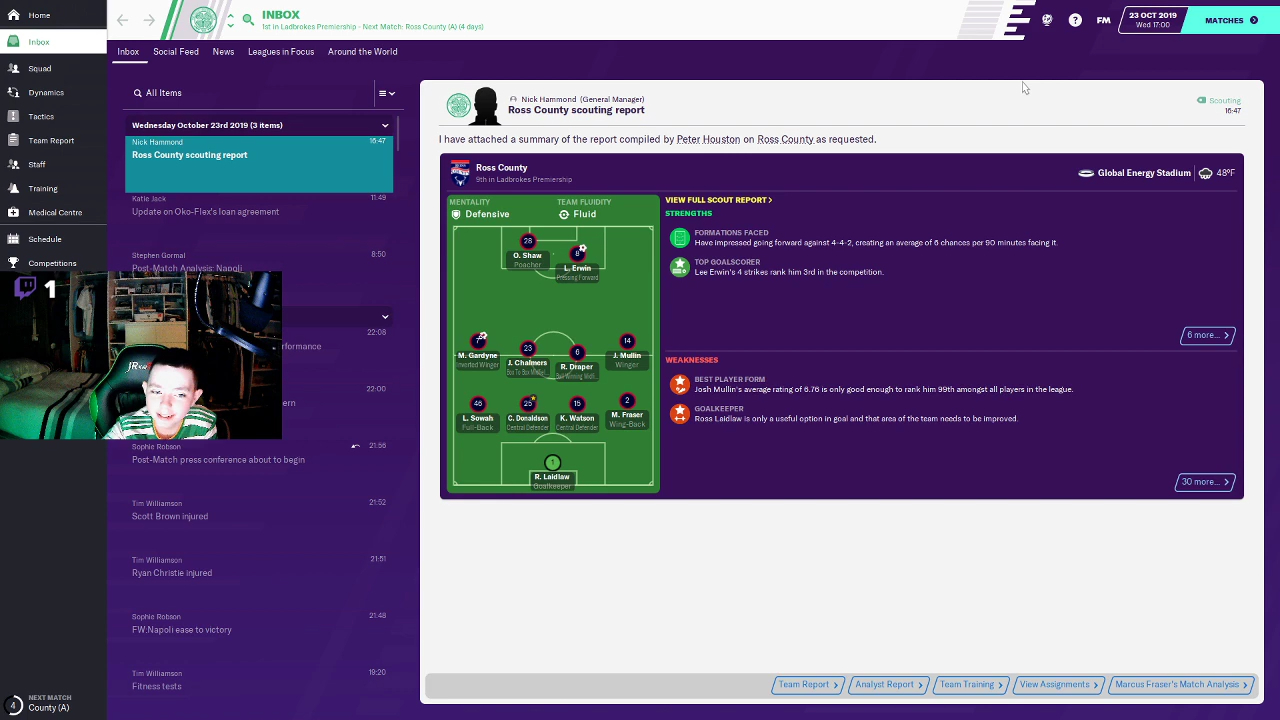 INBOX
1st in Ladbrokes Premiership - Next Match: Ross County (A) (4 days)
FM
23 OCT 2019
Wed 17:00
MATCHES
Inbox
Squad
Dynamics
Tactics
Team Report
Staff
Training
Medical Centre
Schedule
Competitions
1
NEXT MATCH
County (A)
Inbox
Social Feed
News
Leagues in Focus
Around the World
All Items
Wednesday October 23rd 2019 (3 items)
Nick Hammond 16:47
Ross County scouting report
Katie Jack 11:49
Update on Oko-Flex's loan agreement
Stephen Gormal 8:50
Post-Match Analysis: Napoli
22:08
22:00
Sophie Robson 21:56
Post-Match press conference about to begin
Tim Williamson 21:52
Scott Brown injured
Tim Williamson 21:51
Ryan Christie injured
Sophie Robson 21:48
FW:Napoli ease to victory
Tim Williamson 19:20
Fitness tests
Nick Hammond (General Manager)
Ross County scouting report
Scouting
16:47
I have attached a summary of the report compiled by Peter Houston on Ross County as requested.
Ross County
9th in Ladbrokes Premiership
Global Energy Stadium
48°F
MENTALITY
Defensive
TEAM FLUIDITY
Fluid
28
O. Shaw
Poacher
8
L. Erwin
Pressing Forward
7
M. Gardyne
Inverted Winger
23
J. Chalmers
Box To Box Midfiel...
6
R. Draper
Ball Winning Midfi...
14
J. Mullin
Winger
46
L. Sowah
Full-Back
25
C. Donaldson
Central Defender
15
K. Watson
Central Defender
2
M. Fraser
Wing-Back
1
R. Laidlaw
Goalkeeper
VIEW FULL SCOUT REPORT >
STRENGTHS
FORMATIONS FACED
Have impressed going forward against 4-4-2, creating an average of 6 chances per 90 minutes facing it.
TOP GOALSCORER
Lee Erwin's 4 strikes rank him 3rd in the competition.
6 more... >
WEAKNESSES
BEST PLAYER FORM
Josh Mullin's average rating of 6.76 is only good enough to rank him 99th amongst all players in the league.
GOALKEEPER
Ross Laidlaw is only a useful option in goal and that area of the team needs to be improved.
30 more... >
Team Report >
Analyst Report >
Team Training >
View Assignments >
Marcus Fraser's Match Analysis >